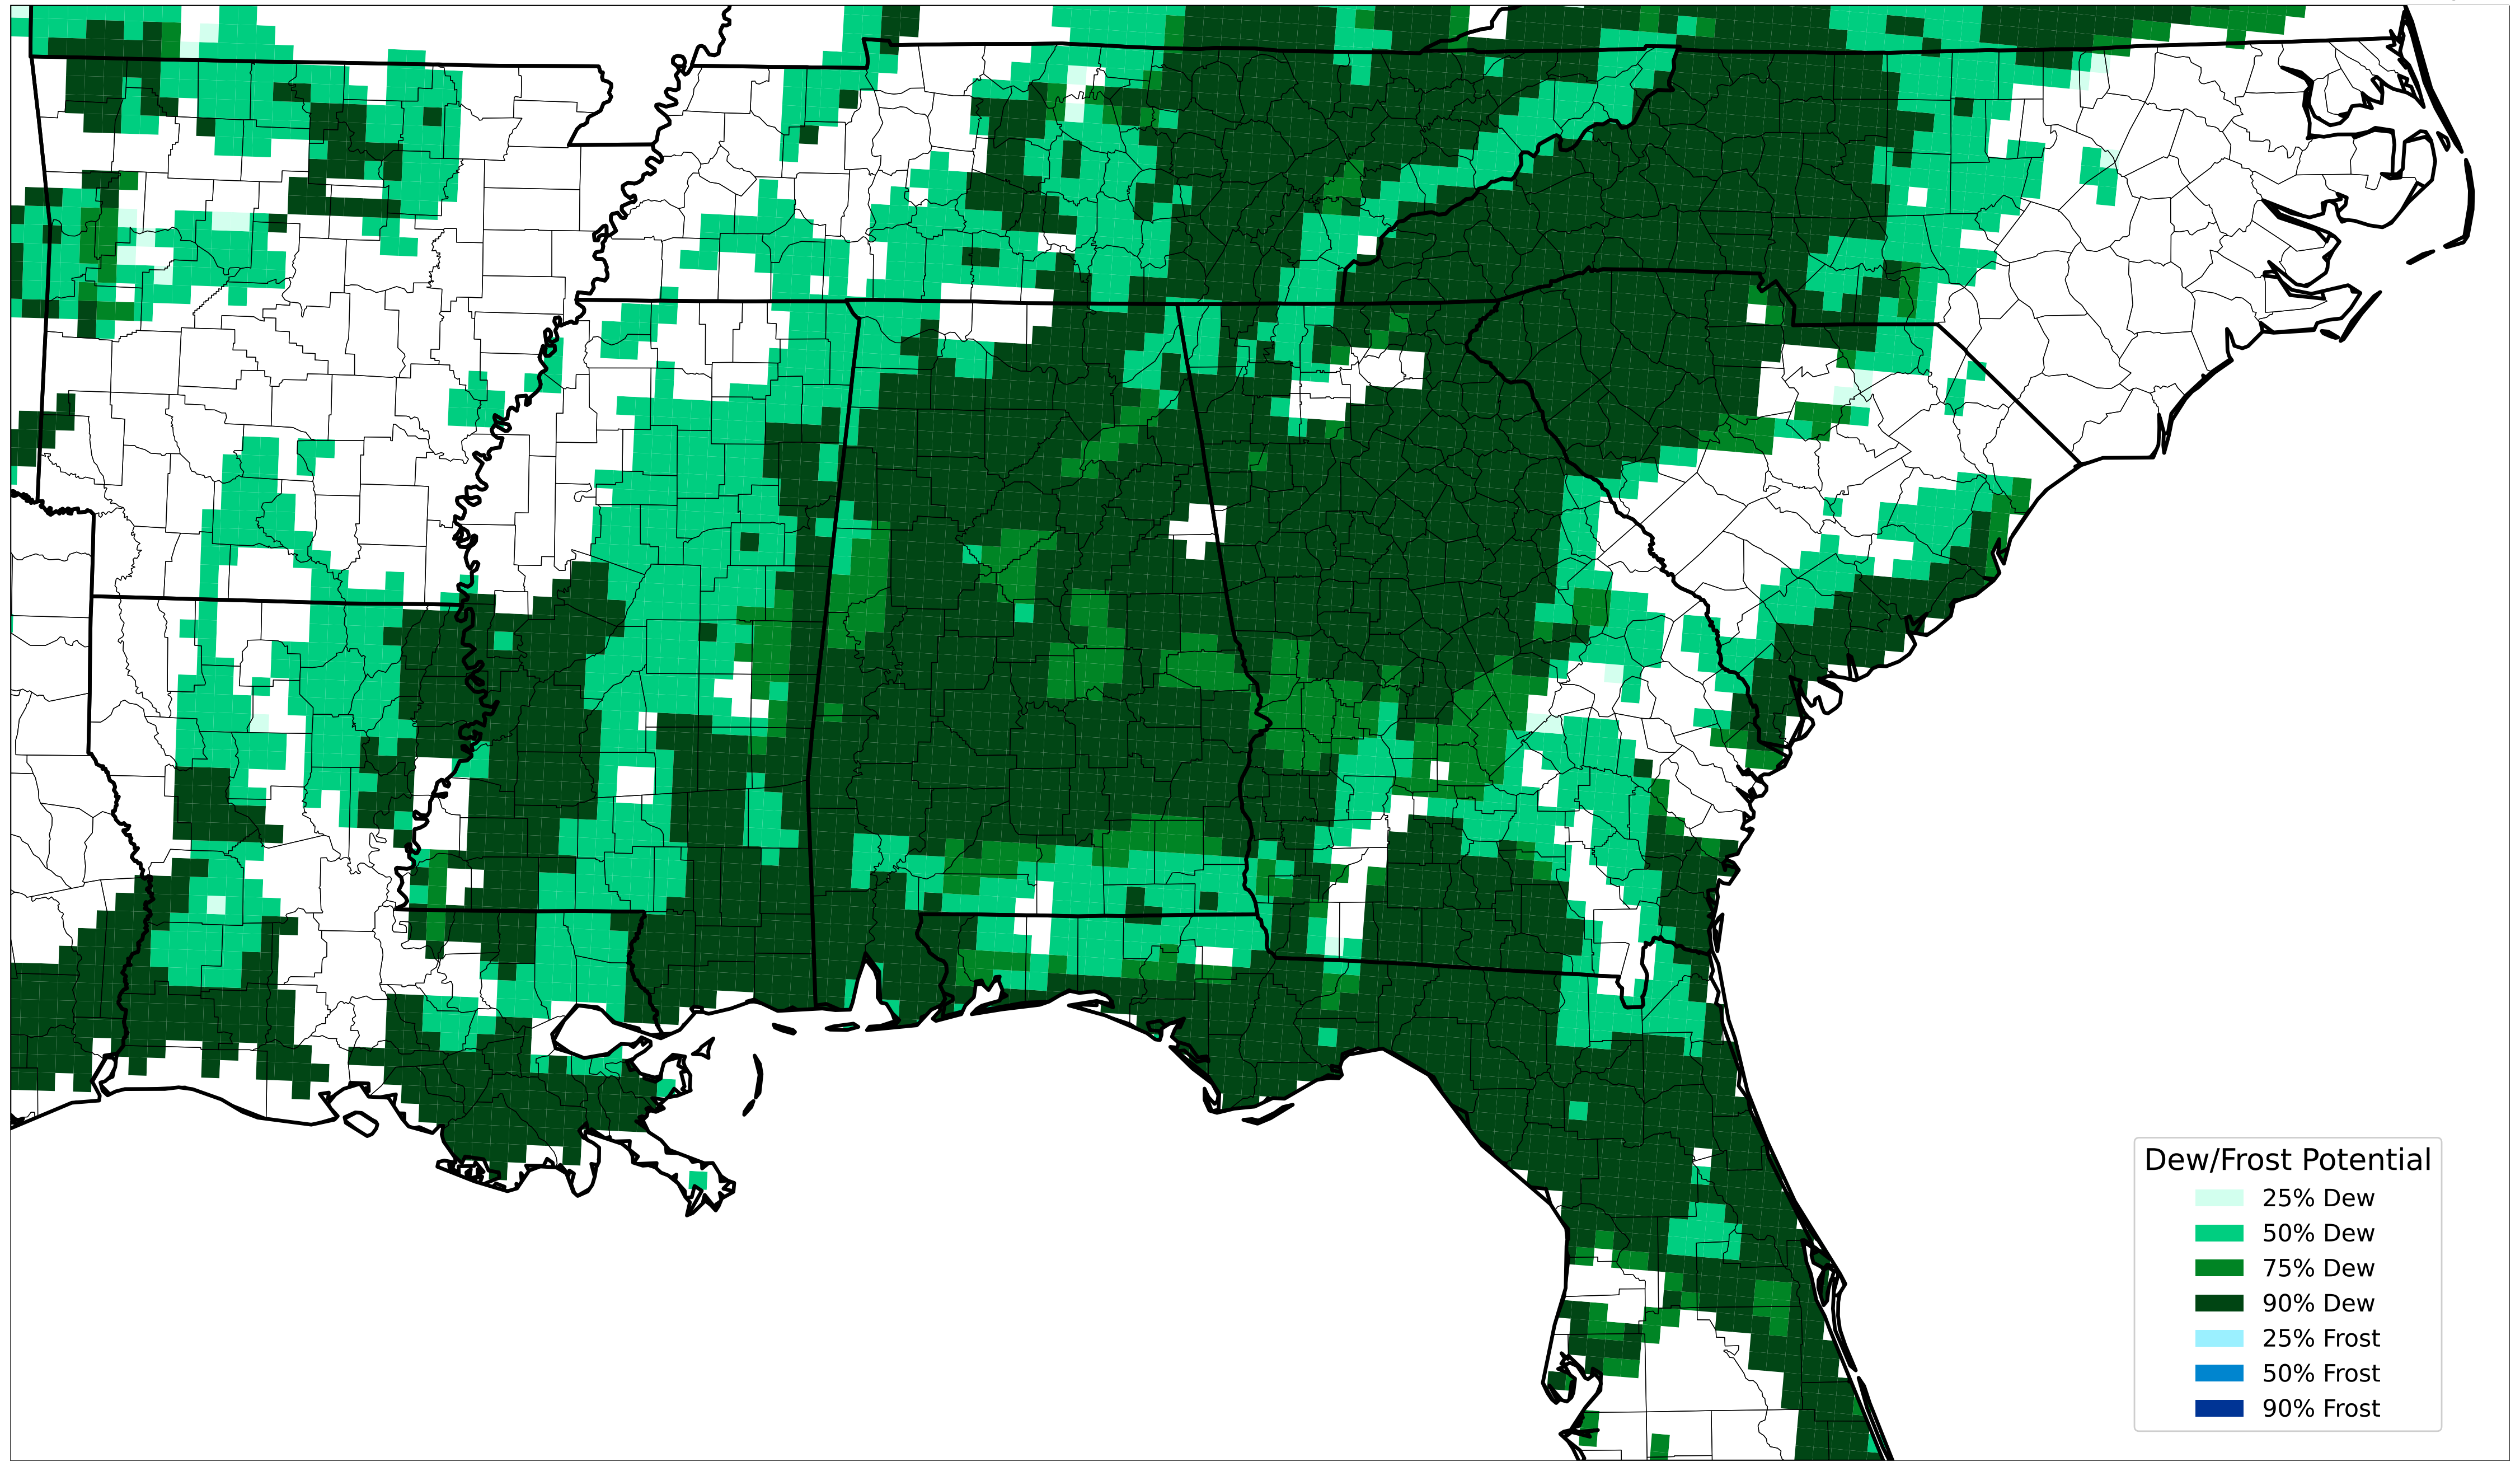 Dew/Frost Potential
25% Dew
50% Dew
75% Dew
90% Dew
25% Frost
50% Frost
90% Frost